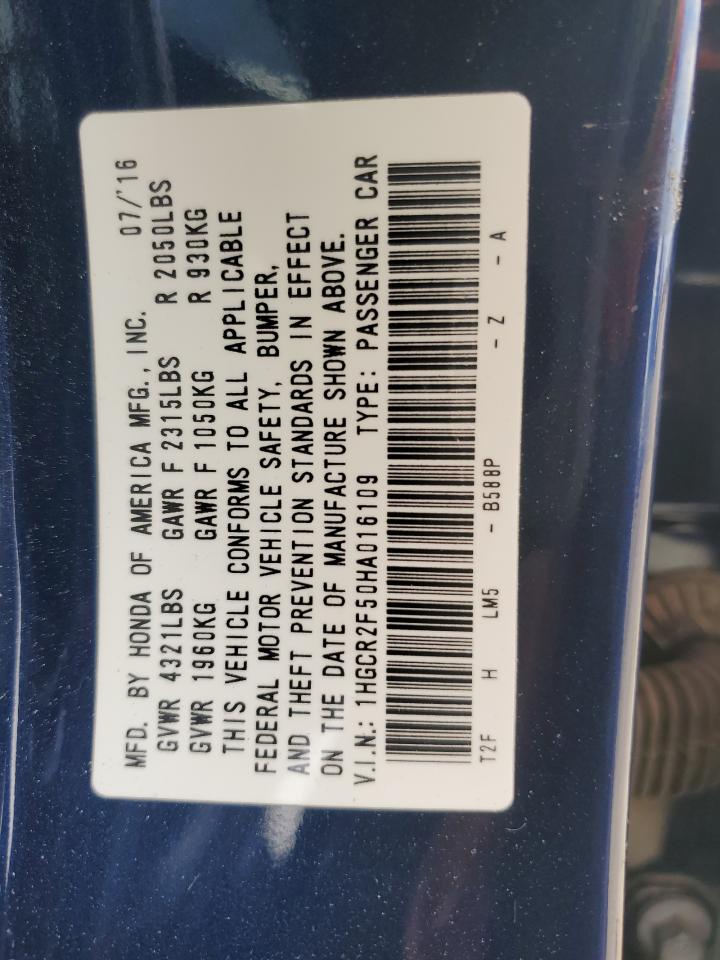 MFD. BY HONDA OF AMERICA MFG., INC. 07/'16
GVWR 4321LBS GAWR F 2315LBS R 2050LBS
GVWR 1960KG GAWR F 1050KG R 930KG
THIS VEHICLE CONFORMS TO ALL APPLICABLE
FEDERAL MOTOR VEHICLE SAFETY, BUMPER,
AND THEFT PREVENTION STANDARDS IN EFFECT
ON THE DATE OF MANUFACTURE SHOWN ABOVE.
V.I.N.: 1HGCR2F50HA016109 TYPE: PASSENGER CAR
T2F H LM5 - B588P - Z - A